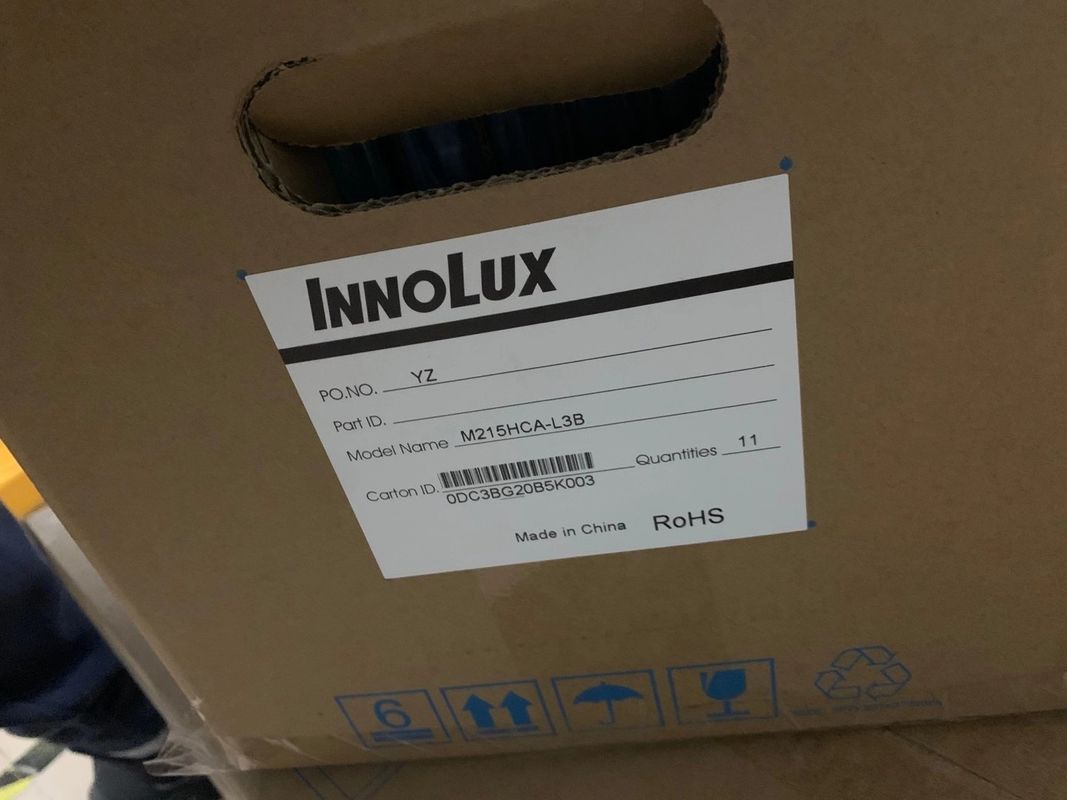 INNOLUX
PO.NO. YZ
Part ID.
Model Name M215HCA-L3B
Carton ID. Quantities 11
0DC3BG20B5K003
Made in China RoHS
6